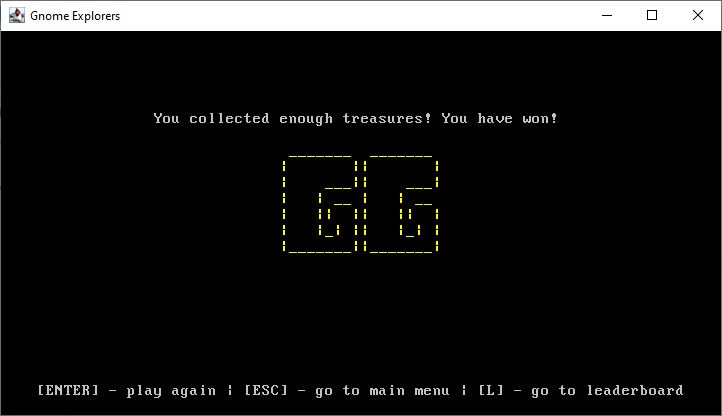 Gnome Explorers
You collected enough treasures! You have won!
GG
[ENTER] - play again ¦ [ESC] - go to main menu ¦ [L] - go to leaderboard